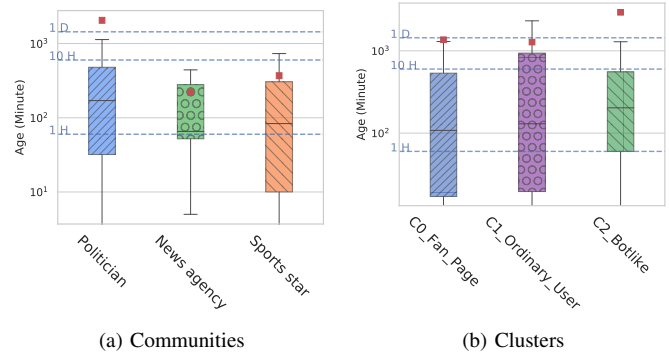 1 D
10 H
1 H
10³
10²
10¹
Age (Minute)
Politician
News agency
Sports star
(a) Communities
1 D
10 H
1 H
10³
10²
Age (Minute)
C0_Fan_Page
C1_Ordinary_User
C2_Botlike
(b) Clusters